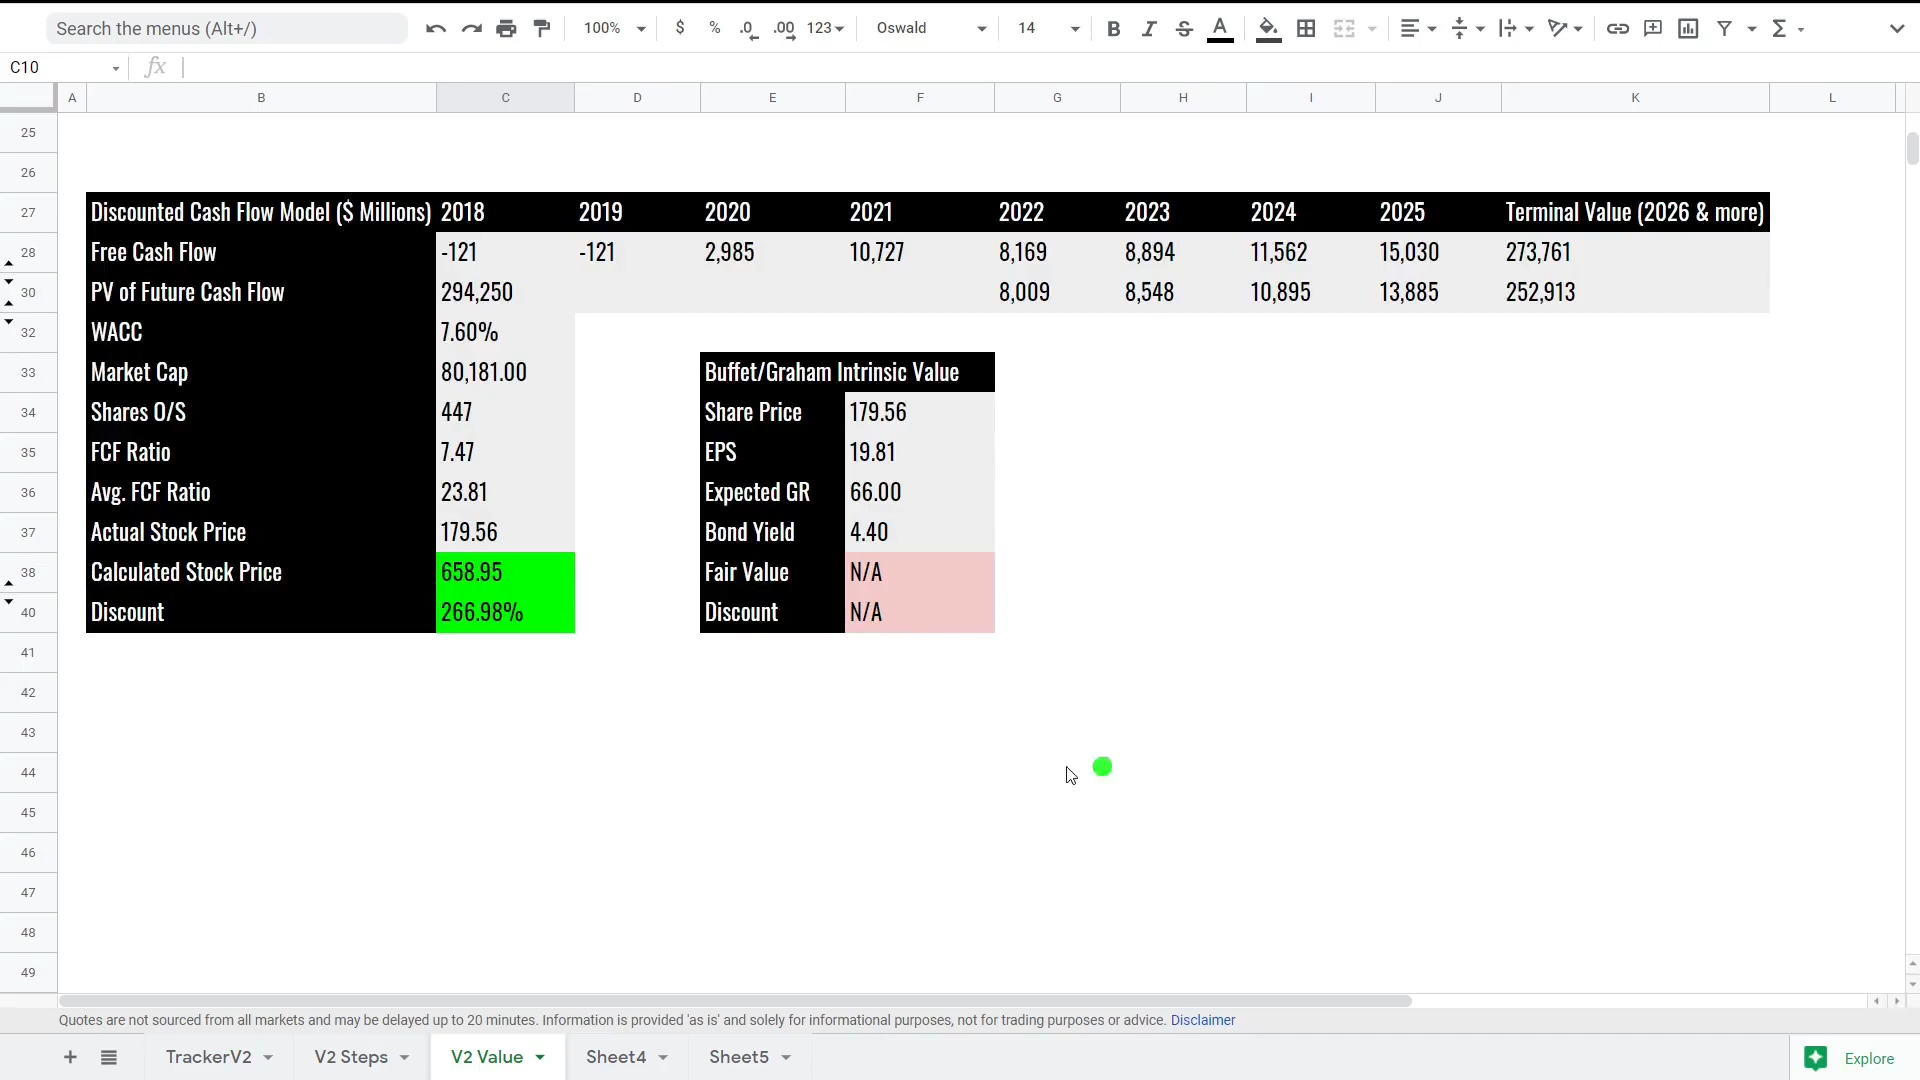 Search the menus (Alt+/) 100% $ % .0 .00 123 Oswald 14 B I S A Σ
C10 fx
A B C D E F G H I J K L
25
26
27 Discounted Cash Flow Model ($ Millions) 2018 2019 2020 2021 2022 2023 2024 2025 Terminal Value (2026 & more)
28 Free Cash Flow -121 -121 2,985 10,727 8,169 8,894 11,562 15,030 273,761
30 PV of Future Cash Flow 294,250 8,009 8,548 10,895 13,885 252,913
32 WACC 7.60%
33 Market Cap 80,181.00 Buffet/Graham Intrinsic Value
34 Shares O/S 447 Share Price 179.56
35 FCF Ratio 7.47 EPS 19.81
36 Avg. FCF Ratio 23.81 Expected GR 66.00
37 Actual Stock Price 179.56 Bond Yield 4.40
38 Calculated Stock Price 658.95 Fair Value N/A
40 Discount 266.98% Discount N/A
41
42
43
44
45
46
47
48
49
Quotes are not sourced from all markets and may be delayed up to 20 minutes. Information is provided 'as is' and solely for informational purposes, not for trading purposes or advice. Disclaimer
TrackerV2 V2 Steps V2 Value Sheet4 Sheet5 Explore